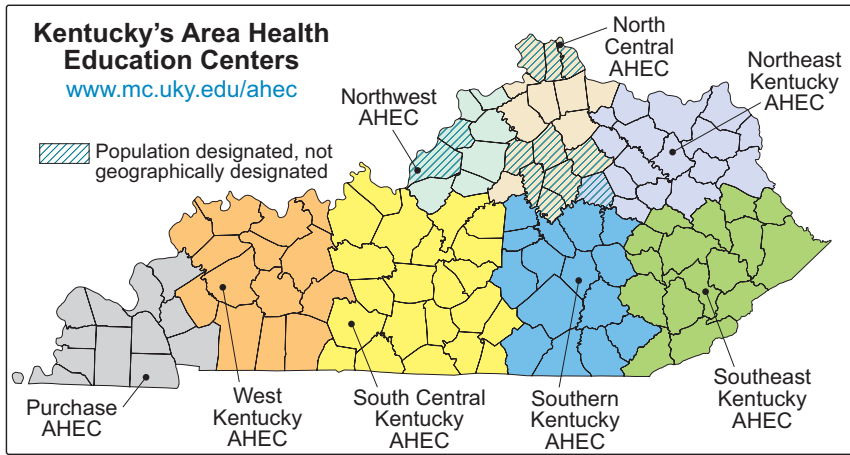 Kentucky's Area Health
Education Centers
www.mc.uky.edu/ahec
Population designated, not
geographically designated
North
Central
AHEC
Northeast
Kentucky
AHEC
Northwest
AHEC
Purchase
AHEC
West
Kentucky
AHEC
South Central
Kentucky
AHEC
Southern
Kentucky
AHEC
Southeast
Kentucky
AHEC